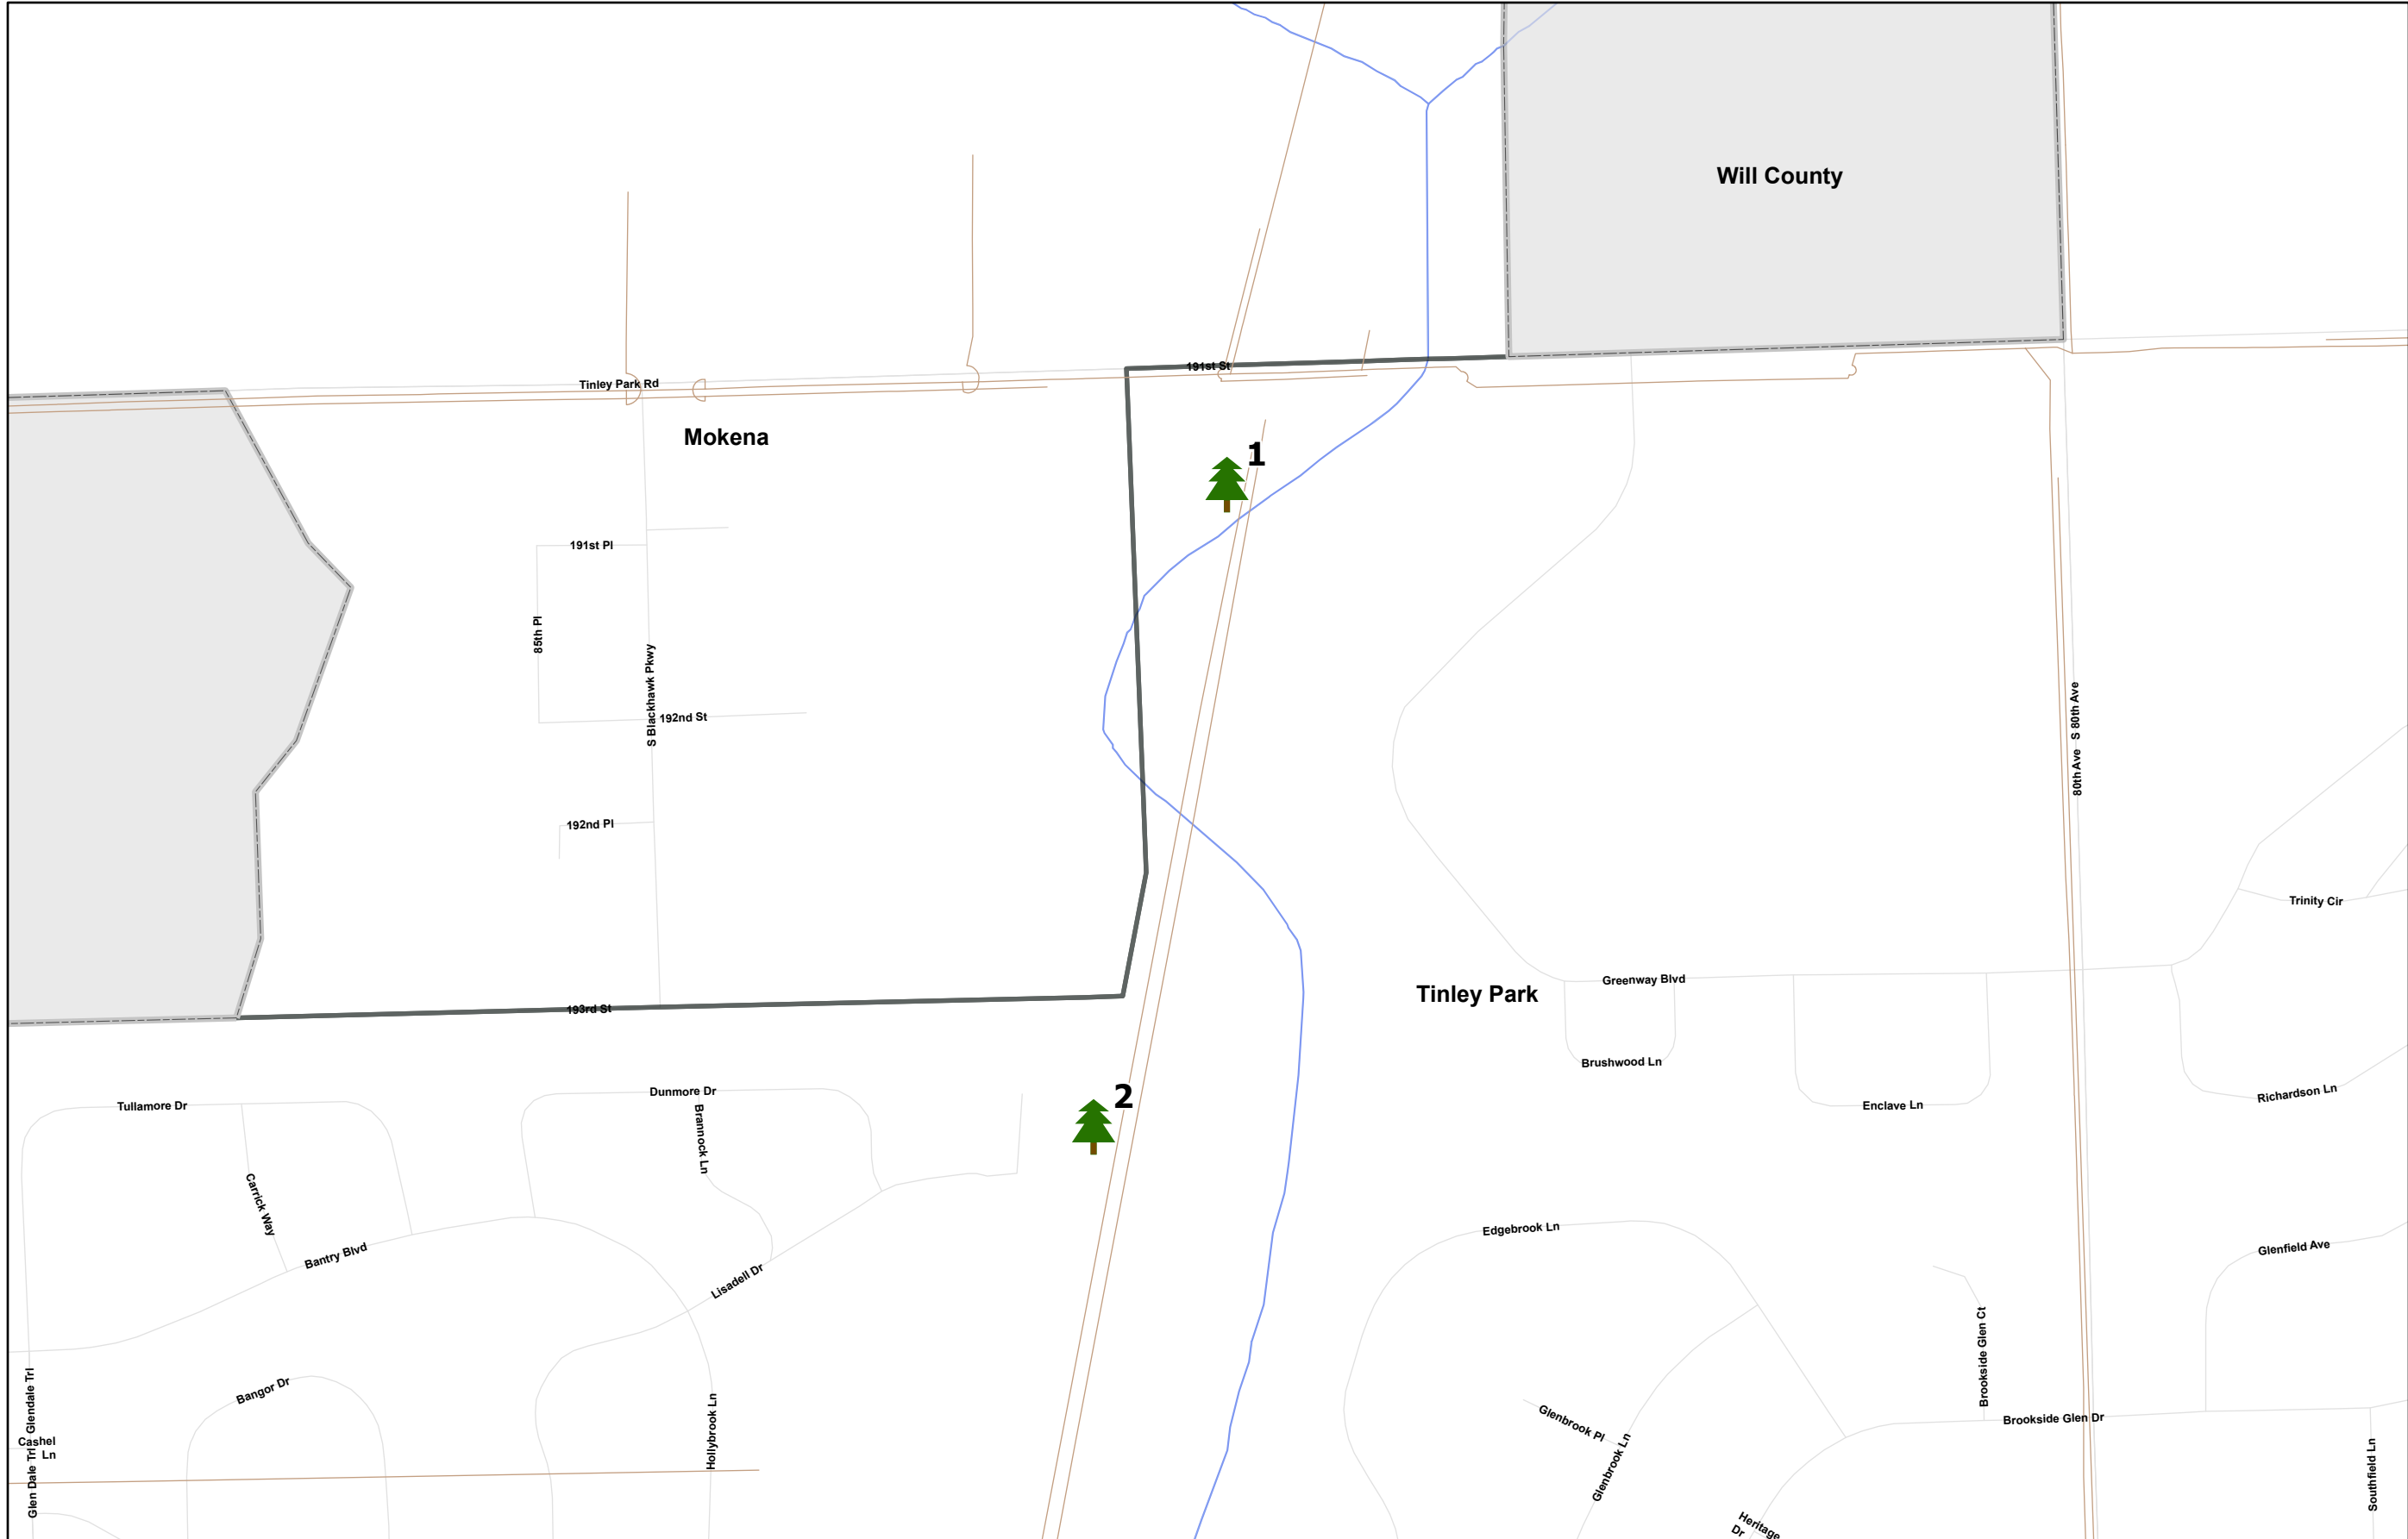 Will County
191st St
Tinley Park Rd
Mokena
1
191st Pl
85th Pl
S Blackhawk Pkwy
192nd St
S 80th Ave
80th Ave
192nd Pl
Trinity Cir
Greenway Blvd
Tinley Park
193rd St
Brushwood Ln
Dunmore Dr
Richardson Ln
2
Tullamore Dr
Enclave Ln
Brannock Ln
Carrick Way
Edgebrook Ln
Glenfield Ave
Bantry Blvd
Lisadell Dr
Brookside Glen Ct
Bangor Dr
Glendale Trl
Brookside Glen Dr
Glenbrook Pl
Hollybrook Ln
Cashel
Ln
Glenbrook Ln
Southfield Ln
Glen Dale Trl
Heritage
Dr